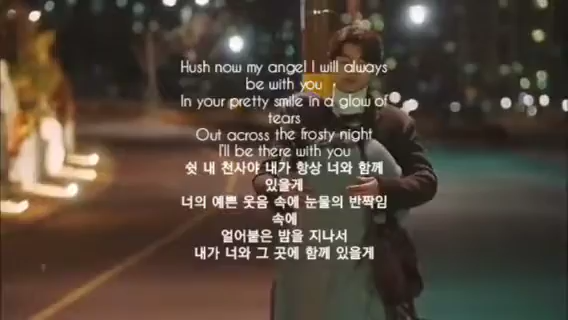 Hush now my angel I will always
be with you
In your pretty smile in a glow of
tears
Out across the frosty night
I'll be there with you
쉿 내 천사야 내가 항상 너와 함께
있을게
너의 예쁜 웃음 속에 눈물의 반짝임
속에
얼어붙은 밤을 지나서
내가 너와 그 곳에 함께 있을게